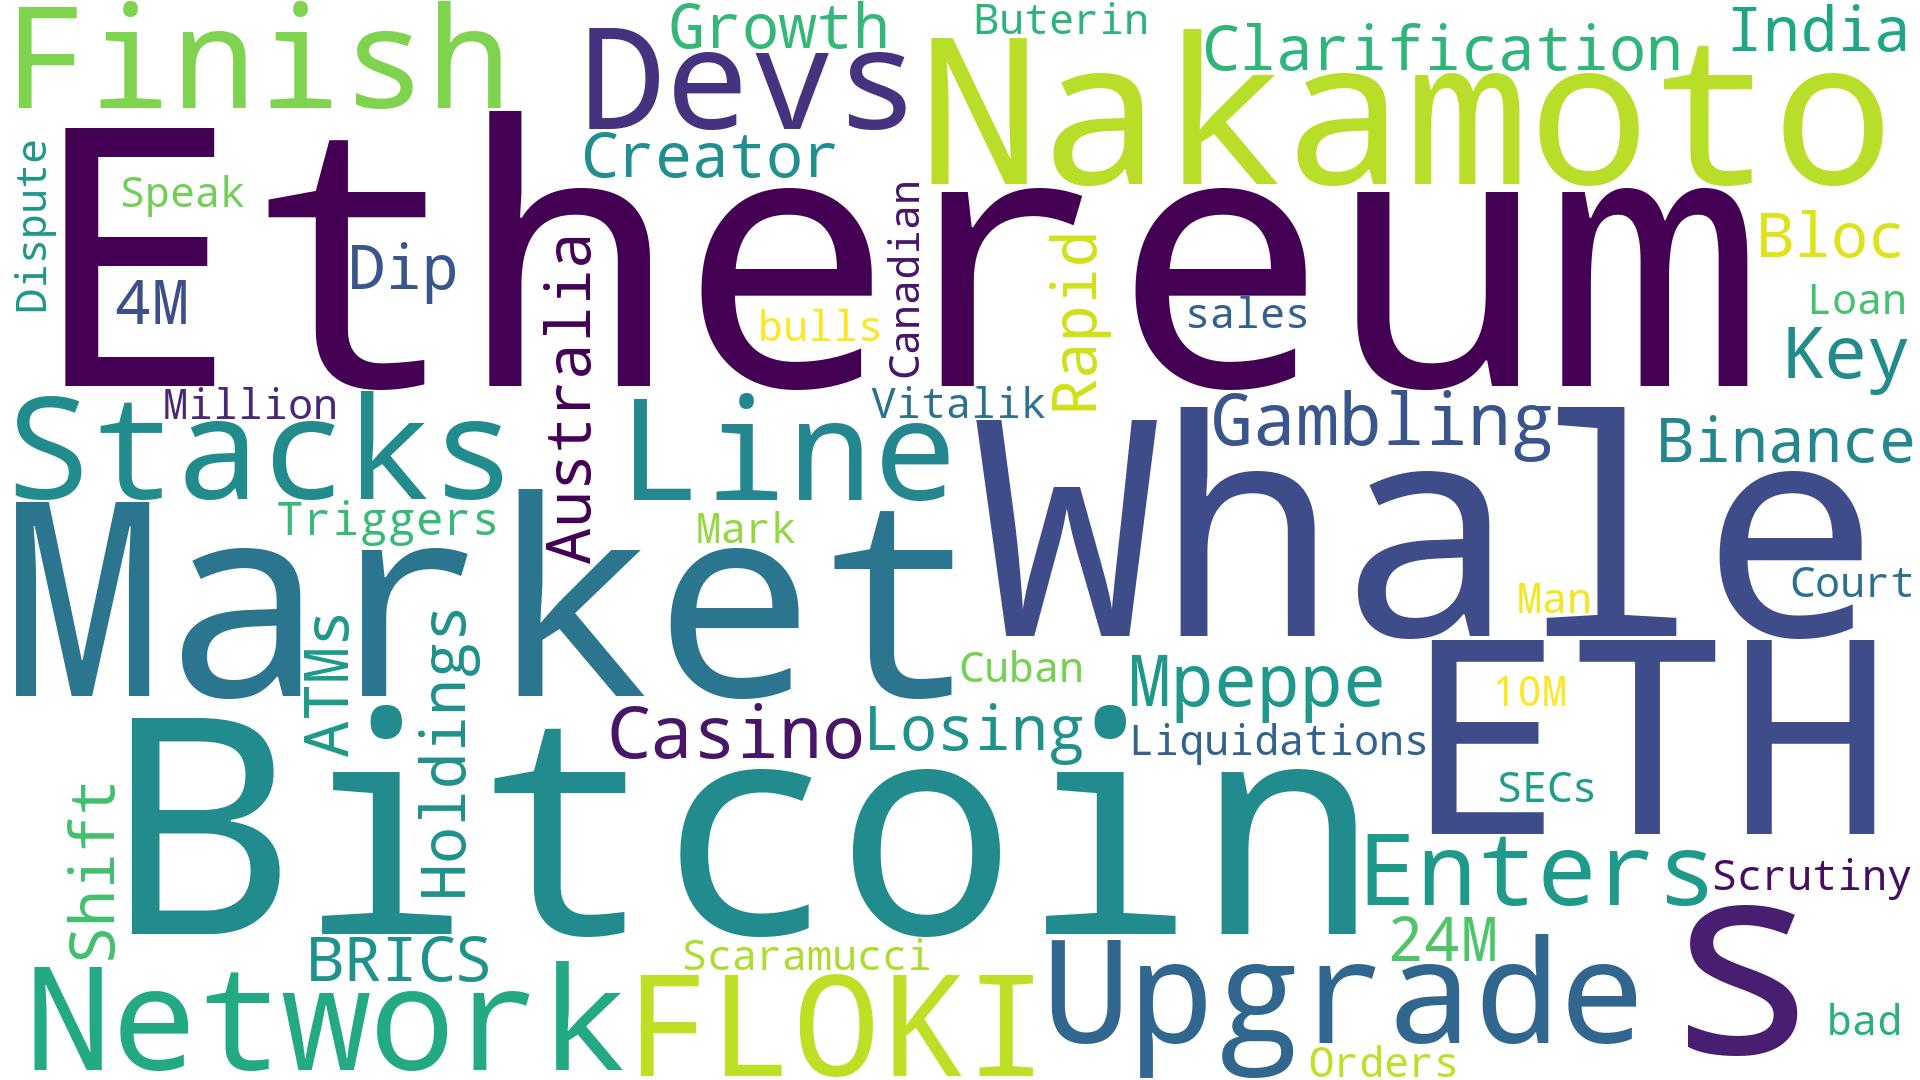 Finish
Growth
Buterin
India
Devs
Nakamoto
Clarification
Creator
Ethereum
Dispute
Speak
4M
Dip
Australia
bulls
Canadian
Rapid
sales
Bloc
Loan
Key
Million
Stacks
Line
Vitalik
Gambling
Binance
Whale
Triggers
Mark
Market
Man
Court
ATMs
Holdings
Cuban
Mpeppe
ETH
10M
Casino
Losing
Liquidations
Bitcoin
SECs
Shift
Enters
Scrutiny
BRICS
Scaramucci
24M
Network
FLOKI
Upgrade
S
bad
Orders